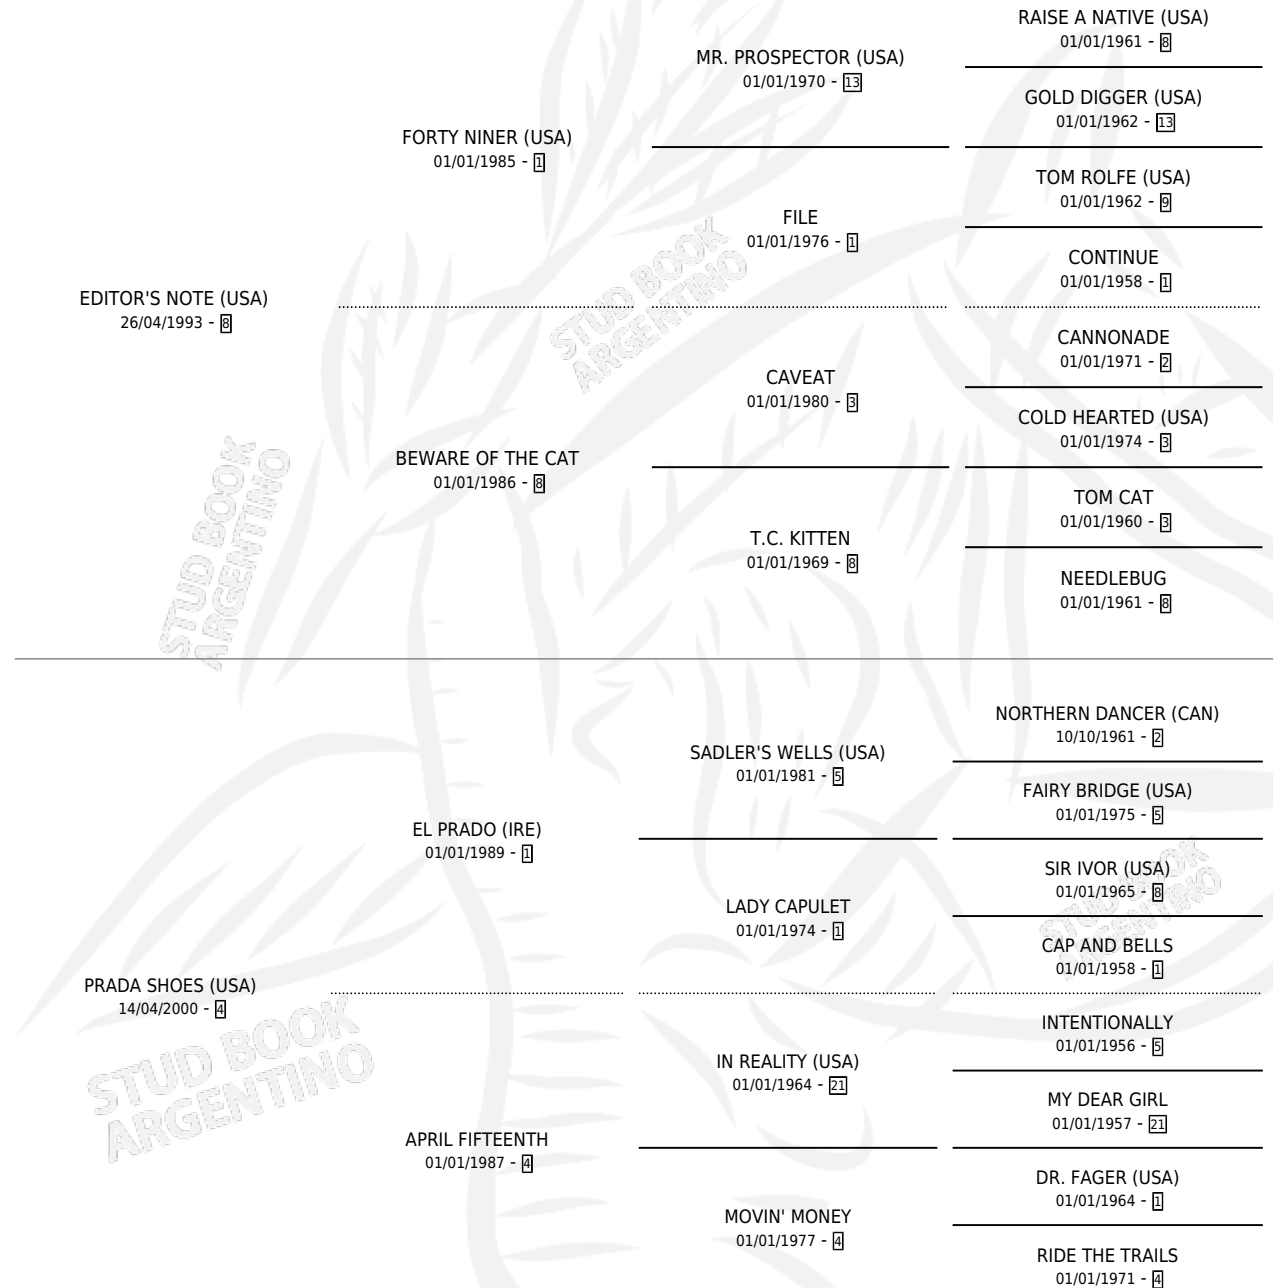 RAISE A NATIVE (USA)
01/01/1961 - 8
MR. PROSPECTOR (USA)
01/01/1970 - 13
GOLD DIGGER (USA)
01/01/1962 - 13
FORTY NINER (USA)
01/01/1985 - 1
TOM ROLFE (USA)
01/01/1962 - 9
FILE
01/01/1976 - 1
CONTINUE
01/01/1958 - 1
EDITOR'S NOTE (USA)
26/04/1993 - 8
CANNONADE
01/01/1971 - 2
CAVEAT
01/01/1980 - 3
COLD HEARTED (USA)
01/01/1974 - 3
BEWARE OF THE CAT
01/01/1986 - 8
TOM CAT
01/01/1960 - 3
T.C. KITTEN
01/01/1969 - 8
NEEDLEBUG
01/01/1961 - 8
STUD BOOK
ARGENTINO
STUD BOOK
ARGENTINO
NORTHERN DANCER (CAN)
10/10/1961 - 2
SADLER'S WELLS (USA)
01/01/1981 - 5
FAIRY BRIDGE (USA)
01/01/1975 - 5
EL PRADO (IRE)
01/01/1989 - 1
SIR IVOR (USA)
01/01/1965 - 8
LADY CAPULET
01/01/1974 - 1
CAP AND BELLS
01/01/1958 - 1
PRADA SHOES (USA)
14/04/2000 - 4
INTENTIONALLY
01/01/1956 - 5
IN REALITY (USA)
01/01/1964 - 21
MY DEAR GIRL
01/01/1957 - 21
APRIL FIFTEENTH
01/01/1987 - 4
DR. FAGER (USA)
01/01/1964 - 1
MOVIN' MONEY
01/01/1977 - 4
RIDE THE TRAILS
01/01/1971 - 4
STUD BOOK
ARGENTINO
STUD BOOK
ARGENTINO